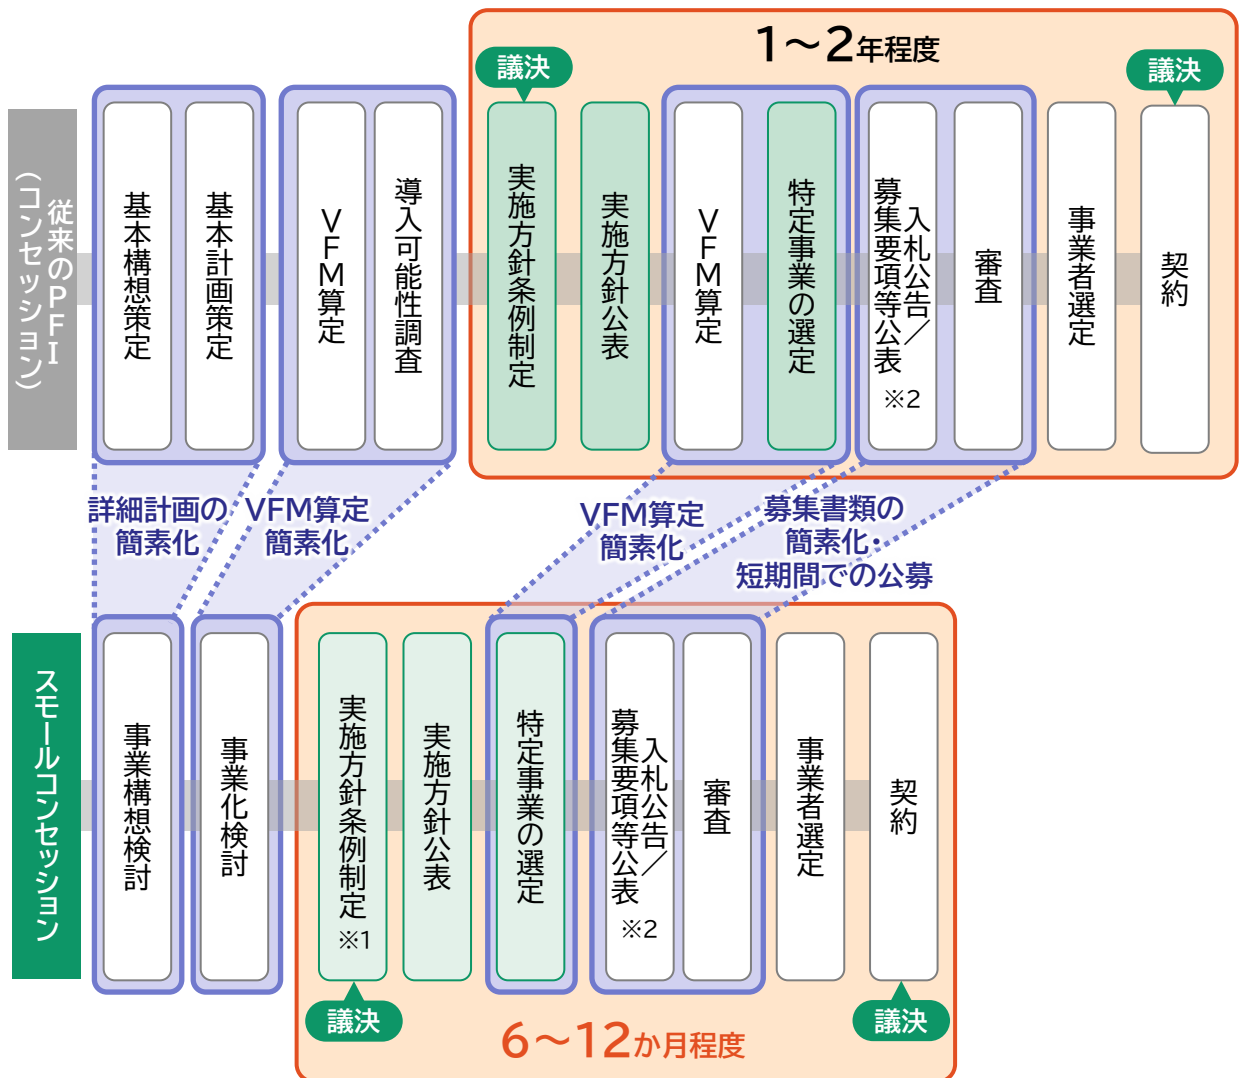 1～2年程度
議決
議決
従来のPFI
（コンセッション）
基本構想策定
基本計画策定
VFM算定
導入可能性調査
実施方針条例制定
実施方針公表
VFM算定
特定事業の選定
入札公告／
募集要項等公表
※2
審査
事業者選定
契約
詳細計画の
簡素化
VFM算定
簡素化
VFM算定
簡素化
募集書類の
簡素化・
短期間での公募
スモールコンセッション
事業構想検討
事業化検討
実施方針条例制定
※1
実施方針公表
特定事業の選定
入札公告／
募集要項等公表
※2
審査
事業者選定
契約
議決
議決
6～12か月程度